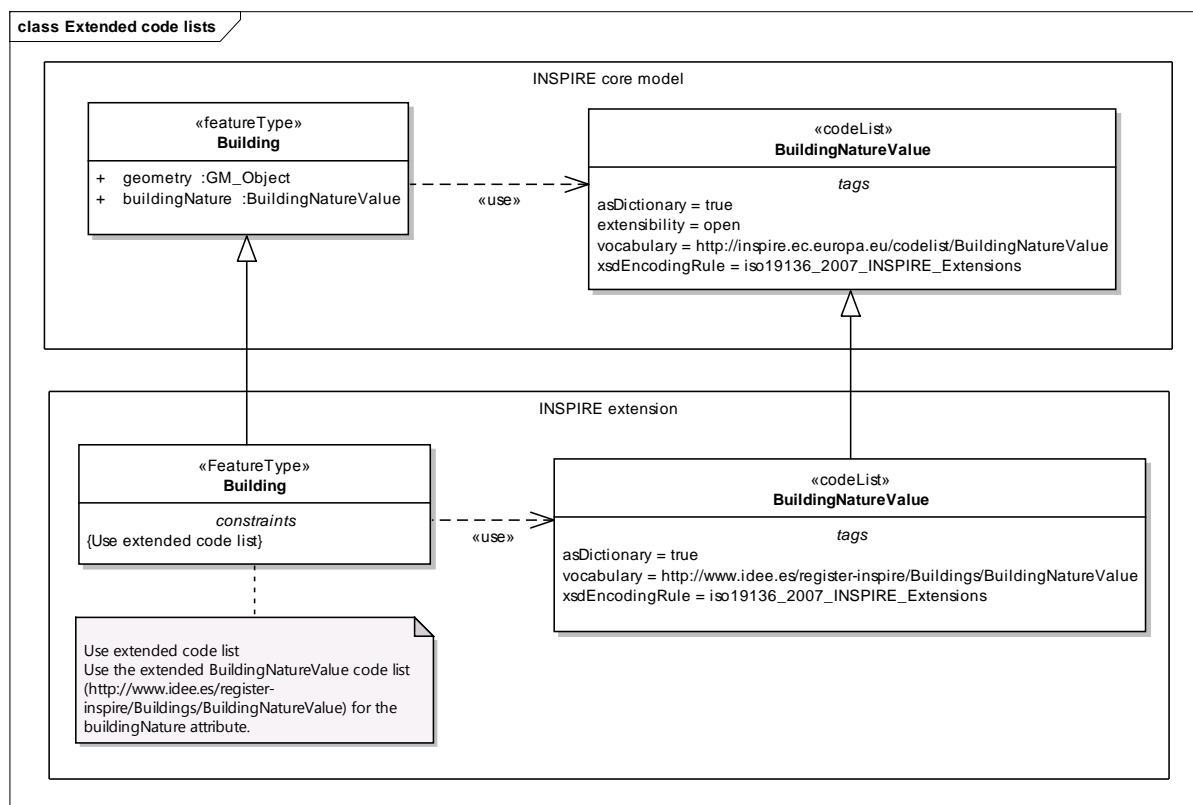 class Extended code lists
INSPIRE core model
«featureType»
Building
+ geometry :GM_Object
+ buildingNature :BuildingNatureValue
«use»
«codeList»
BuildingNatureValue
tags
asDictionary = true
extensibility = open
vocabulary = http://inspire.ec.europa.eu/codelist/BuildingNatureValue
xsdEncodingRule = iso19136_2007_INSPIRE_Extensions
INSPIRE extension
«FeatureType»
Building
constraints
{Use extended code list}
«use»
«codeList»
BuildingNatureValue
tags
asDictionary = true
vocabulary = http://www.idee.es/register-inspire/Buildings/BuildingNatureValue
xsdEncodingRule = iso19136_2007_INSPIRE_Extensions
Use extended code list
Use the extended BuildingNatureValue code list
(http://www.idee.es/register-
inspire/Buildings/BuildingNatureValue) for the
buildingNature attribute.